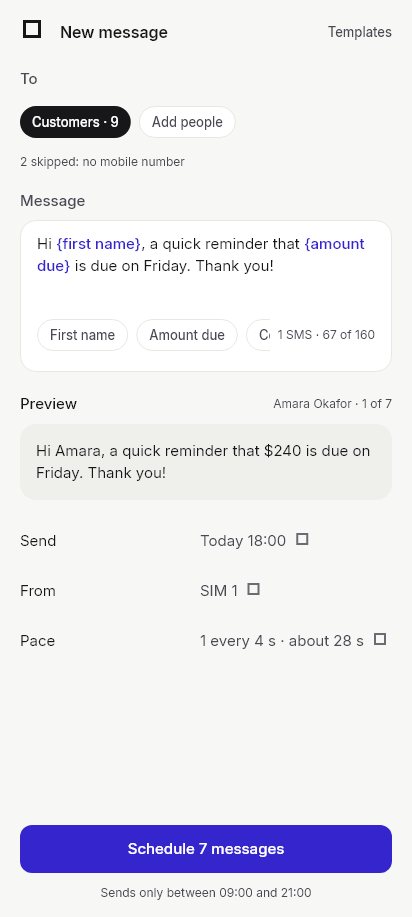 New message
Templates
To
Customers · 9
Add people
2 skipped: no mobile number
Message
Hi {first name}, a quick reminder that {amount
due} is due on Friday. Thank you!
First name
Amount due
1 SMS · 67 of 160
Preview
Amara Okafor · 1 of 7
Hi Amara, a quick reminder that $240 is due on
Friday. Thank you!
Send
Today 18:00
From
SIM 1
Pace
1 every 4 s · about 28 s
Schedule 7 messages
Sends only between 09:00 and 21:00